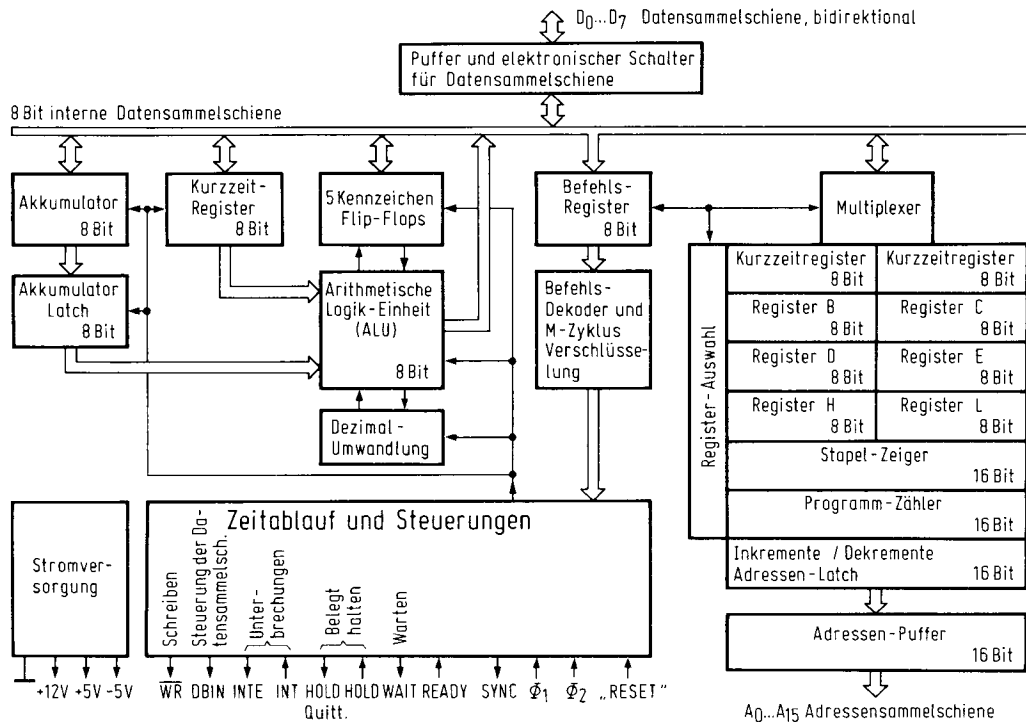 D0...D7 Datensammelschiene, bidirektional
Puffer und elektronischer Schalter
für Datensammelschiene
8 Bit interne Datensammelschiene
Akkumulator
8 Bit
Kurzzeit-
Register
8 Bit
5 Kennzeichen
Flip-Flops
Befehls-
Register
8 Bit
Multiplexer
Akkumulator
Latch
8 Bit
Arithmetische
Logik-Einheit
(ALU)
8 Bit
Befehls-
Dekoder und
M-Zyklus
Verschlüsse-
lung
Dezimal-
Umwandlung
Register-Auswahl
Kurzzeitregister
8 Bit
Kurzzeitregister
8 Bit
Register B
8 Bit
Register C
8 Bit
Register D
8 Bit
Register E
8 Bit
Register H
8 Bit
Register L
8 Bit
Stapel-Zeiger
16 Bit
Programm-Zähler
16 Bit
Inkremente / Dekremente
Adressen-Latch
16 Bit
Adressen-Puffer
16 Bit
A0...A15 Adressensammelschiene
Stromver-
sorgung
+12V +5V -5V
Zeitablauf und Steuerungen
Schreiben
Steuerung der Da-
tensammelsch.
Unter-
brechungen
Belegt
halten
Warten
W̅R̅ DBIN INTE INT HOLD HOLD WAIT READY SYNC Φ1 Φ2 „RESET"
Quitt.